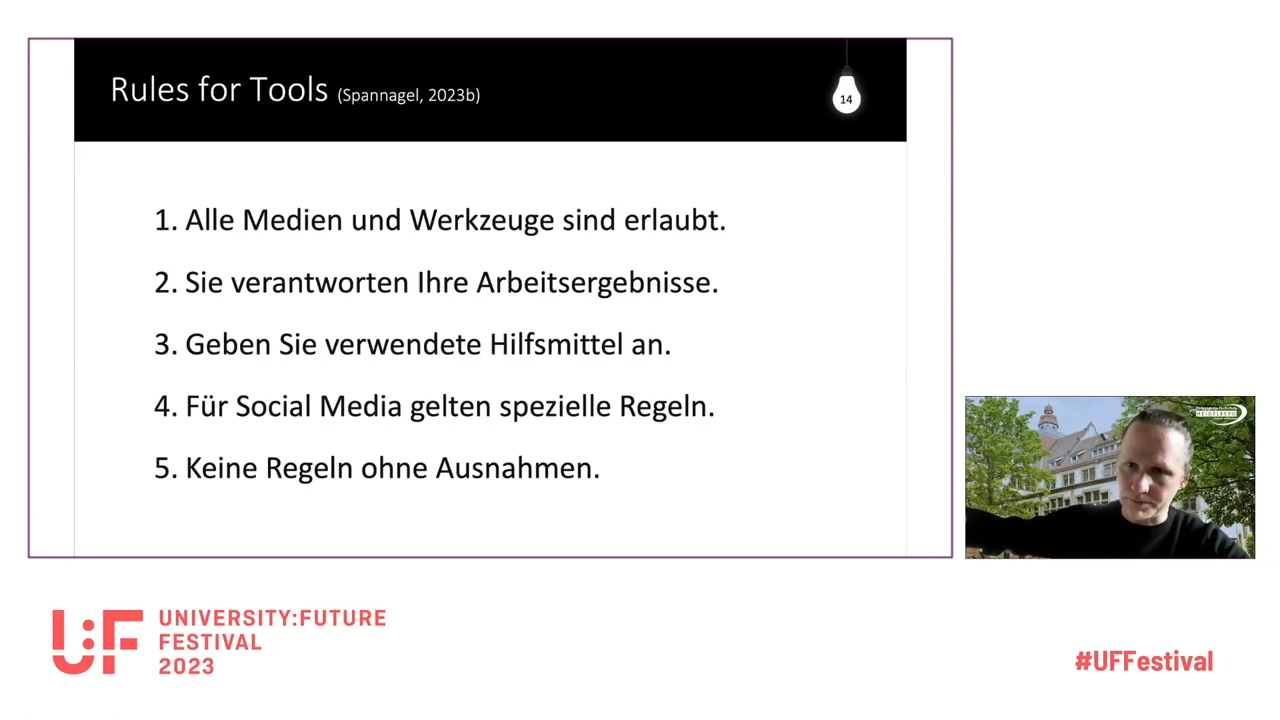 Rules for Tools (Spannagel, 2023b)
14
1. Alle Medien und Werkzeuge sind erlaubt.
2. Sie verantworten Ihre Arbeitsergebnisse.
3. Geben Sie verwendete Hilfsmittel an.
4. Für Social Media gelten spezielle Regeln.
5. Keine Regeln ohne Ausnahmen.
HEIDELBERG
U:F
UNIVERSITY:FUTURE
FESTIVAL
2023
#UFFestival